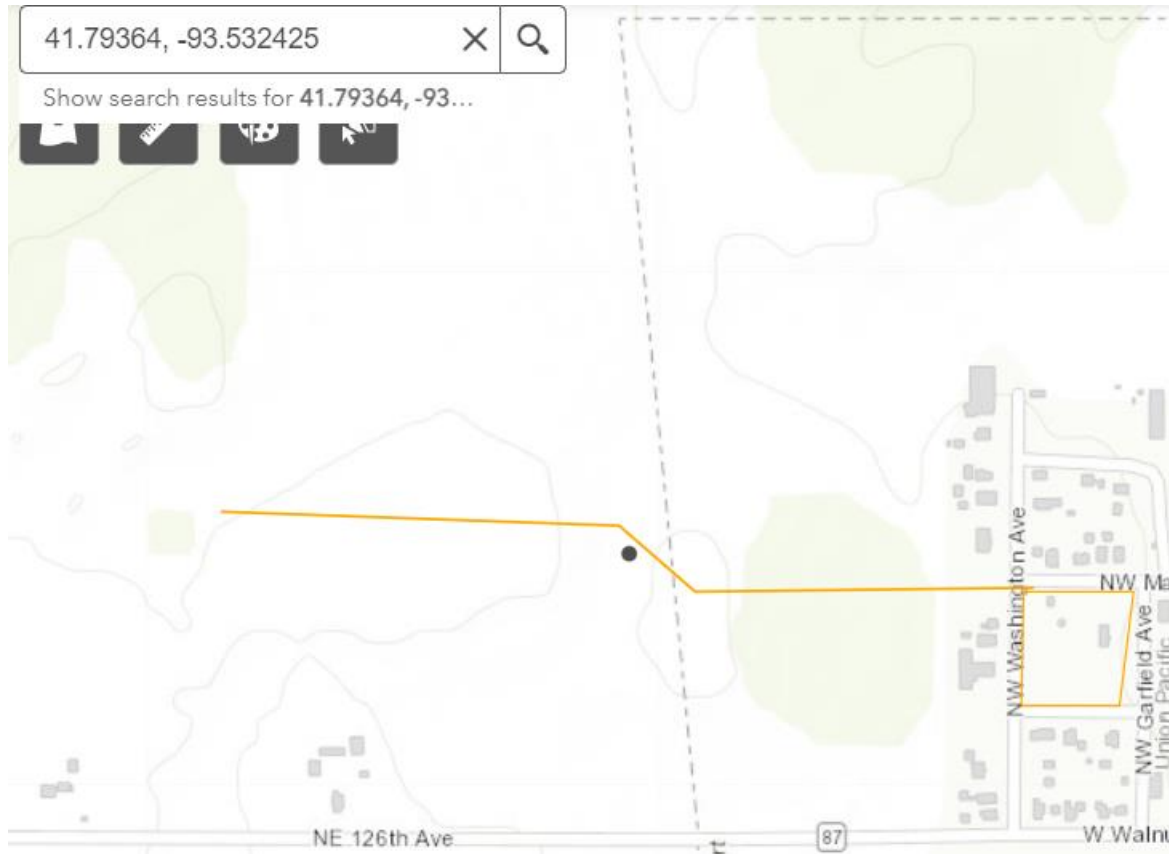 41.79364, -93.532425
Show search results for 41.79364, -93...
NW Washington Ave
NW Ma
NW Garfield Ave
Union Pacific
NE 126th Ave
87
W Walnu
rt